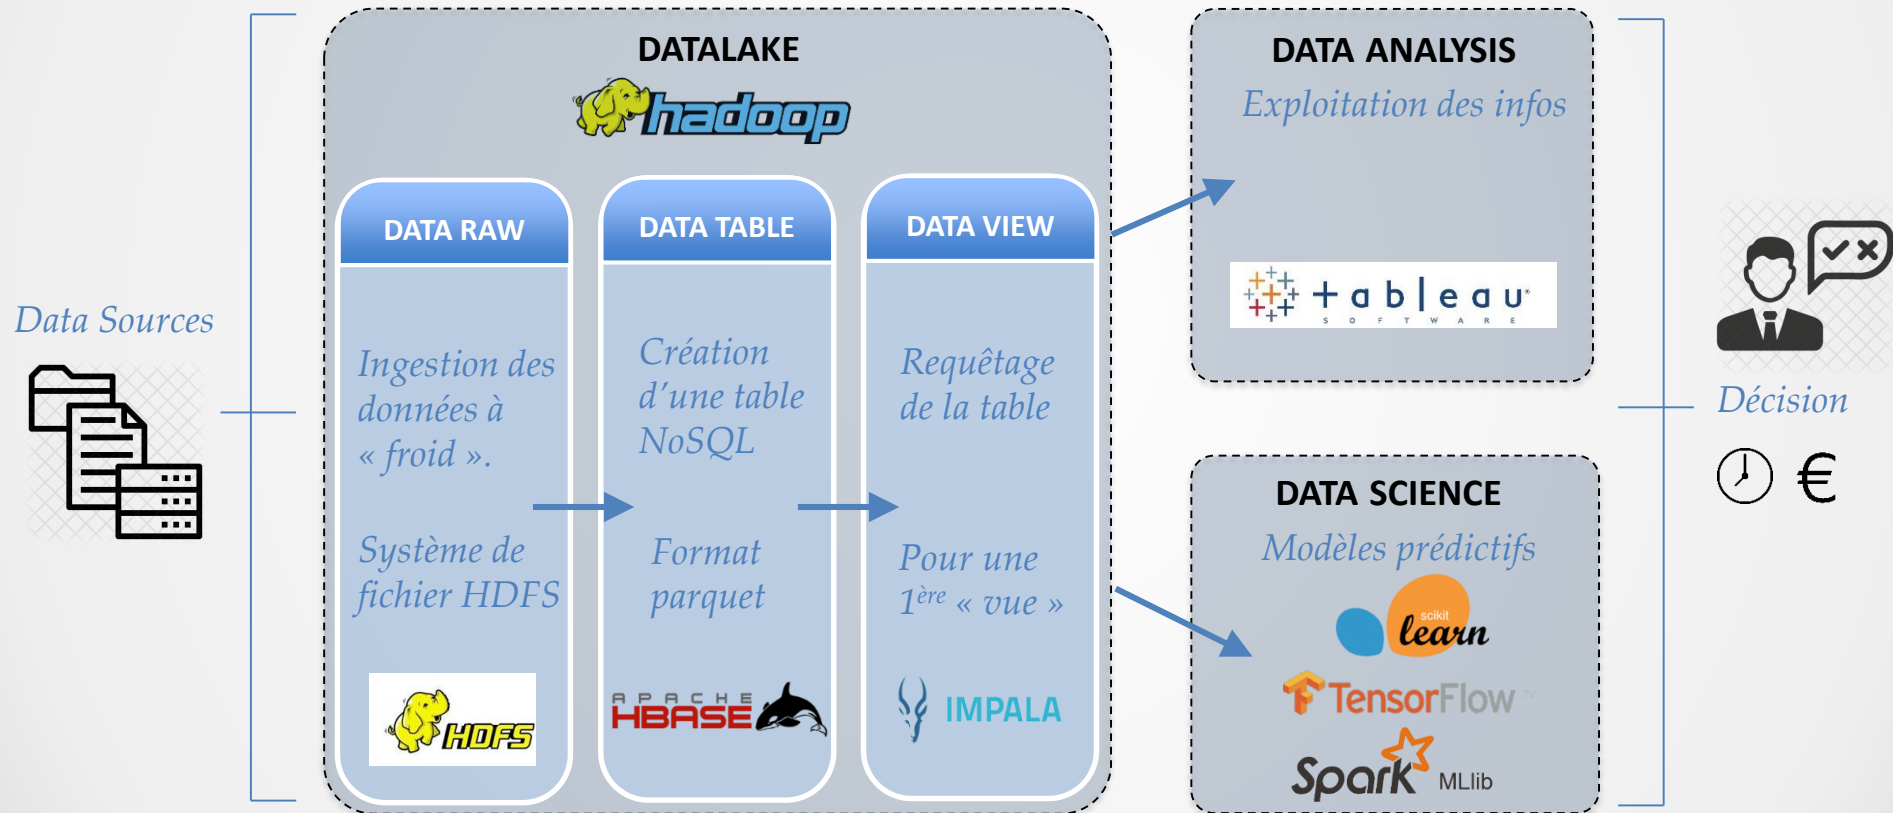 Data Sources
DATALAKE
hadoop
DATA RAW
Ingestion des
données à
« froid ».
Système de
fichier HDFS
HDFS
DATA TABLE
Création
d’une table
NoSQL
Format
parquet
APACHE
HBASE
DATA VIEW
Requêtage
de la table
Pour une
1ère « vue »
IMPALA
DATA ANALYSIS
Exploitation des infos
+ableau
SOFTWARE
DATA SCIENCE
Modèles prédictifs
scikit
learn
TensorFlow
Spark MLlib
Décision
€